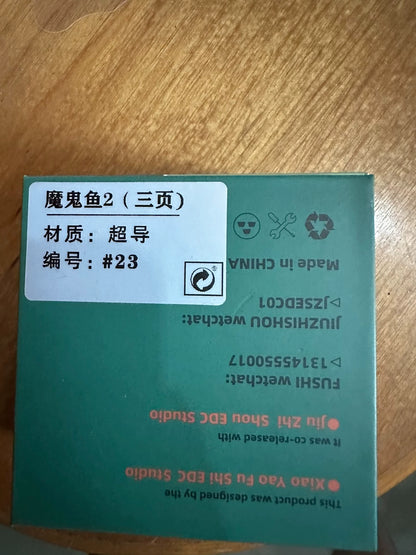 魔鬼鱼2（三页）
材质：超导
编号：#23
This product was designed by the
●Xiao Yao Fu Shi EDC Studio
It was co-released with
●Jiu Zhi Shou EDC Studio
FUSHI wetchat:
▷13145550017
JIUZHISHOU wetchat:
▷JZSEDC01
Made in CHINA